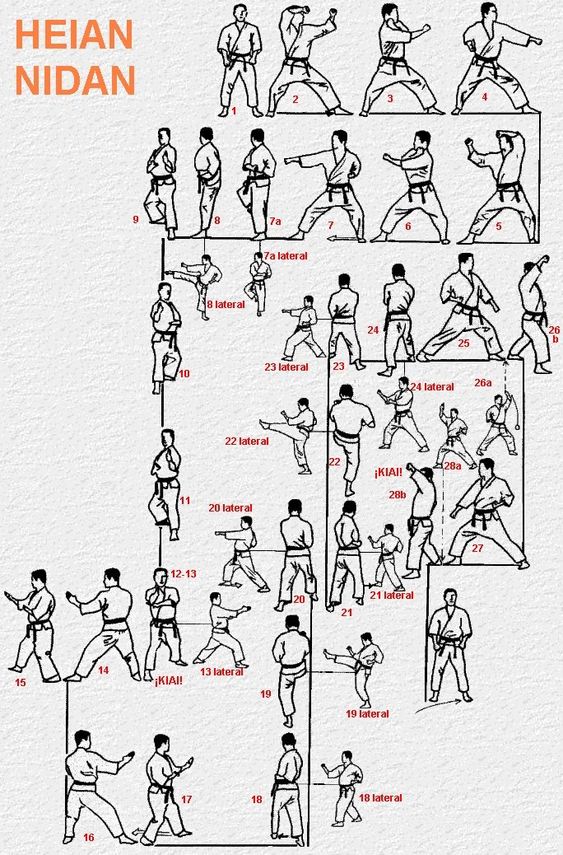 HEIAN
NIDAN
1
2
3
4
9
8
7a
7
6
5
7a lateral
8 lateral
10
23 lateral
23
24
25
26
b
24 lateral
26a
22 lateral
22
¡KIAI!
28a
28b
11
20 lateral
20
21
21 lateral
27
12-13
15
14
¡KIAI!
13 lateral
19
19 lateral
16
17
18
18 lateral